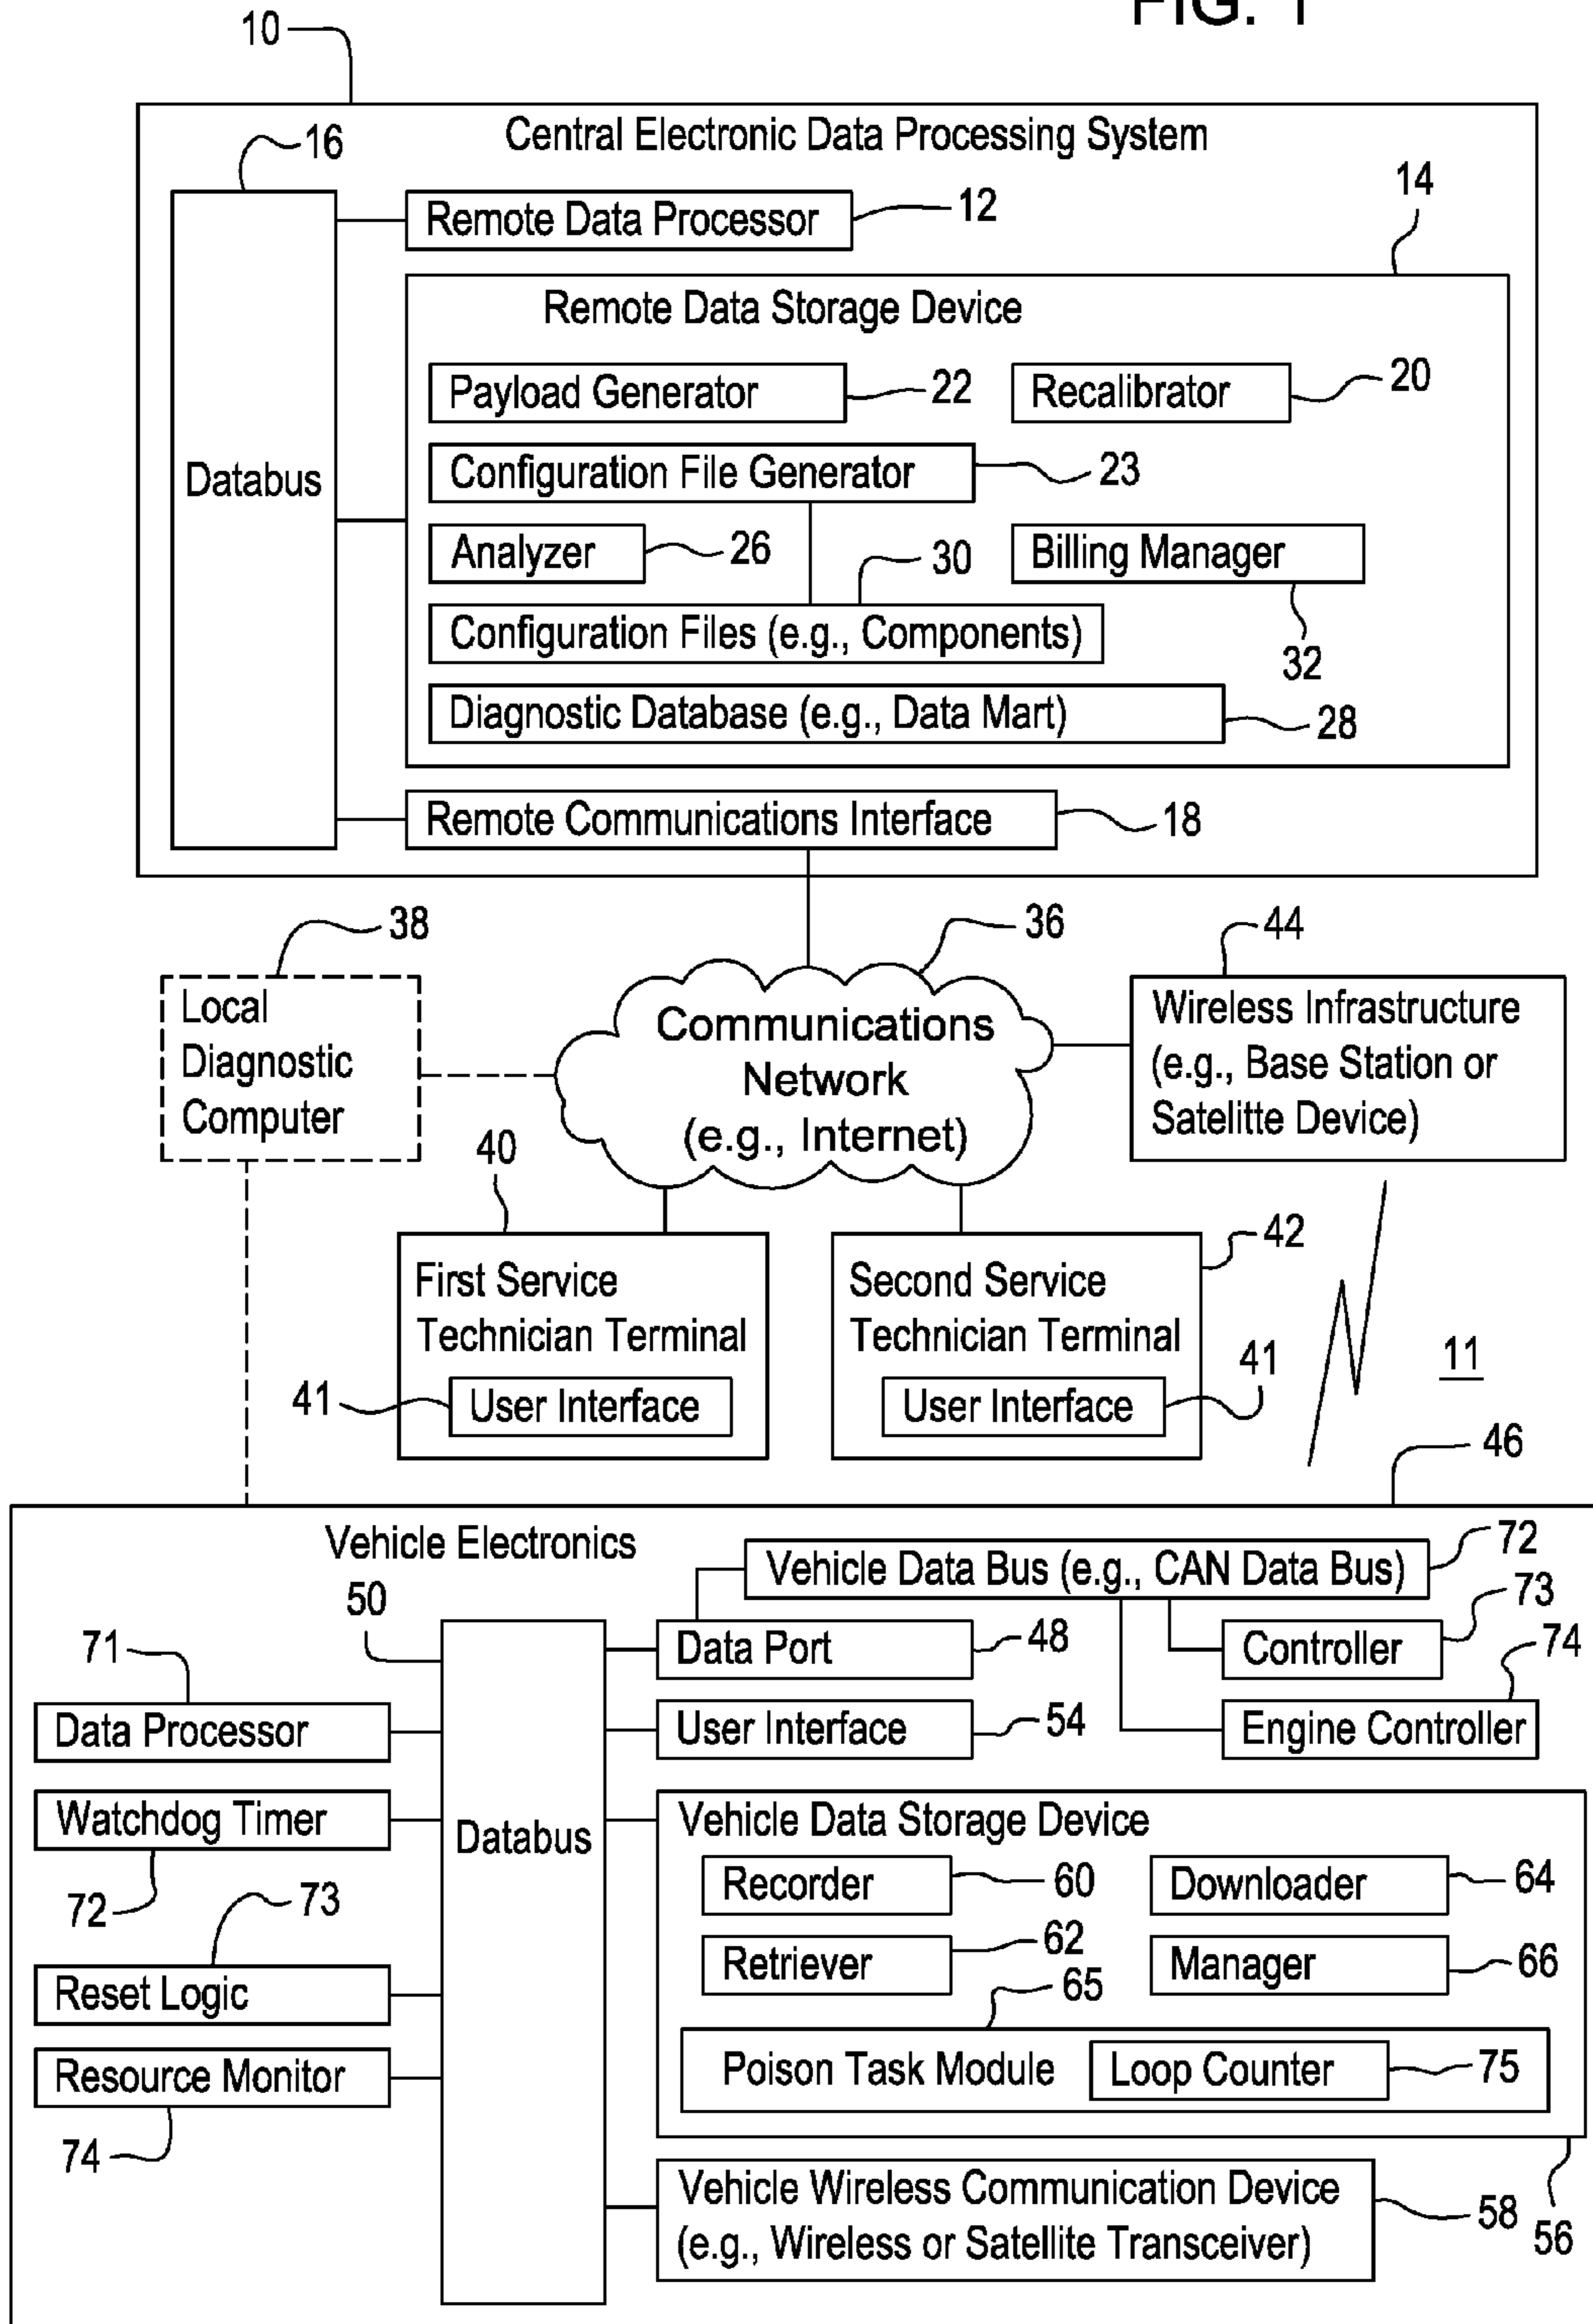 FIG. 1
10
Central Electronic Data Processing System
16
14
Remote Data Processor
12
Remote Data Storage Device
Payload Generator
22
Recalibrator
20
Configuration File Generator
23
Databus
Analyzer
26
30
Billing Manager
Configuration Files (e.g., Components)
32
Diagnostic Database (e.g., Data Mart)
28
Remote Communications Interface
18
38
36
44
Local
Diagnostic
Computer
Communications
Network
(e.g., Internet)
Wireless Infrastructure
(e.g., Base Station or
Satelitte Device)
40
42
First Service
Technician Terminal
Second Service
Technician Terminal
41
User Interface
User Interface
41
11
46
Vehicle Electronics
Vehicle Data Bus (e.g., CAN Data Bus)
72
50
73
71
Data Port
48
Controller
74
Data Processor
User Interface
54
Engine Controller
Watchdog Timer
72
Databus
Vehicle Data Storage Device
Recorder
60
Downloader
64
73
Retriever
62
Manager
66
Reset Logic
65
Resource Monitor
Poison Task Module
Loop Counter
75
74
Vehicle Wireless Communication Device
(e.g., Wireless or Satellite Transceiver)
58
56